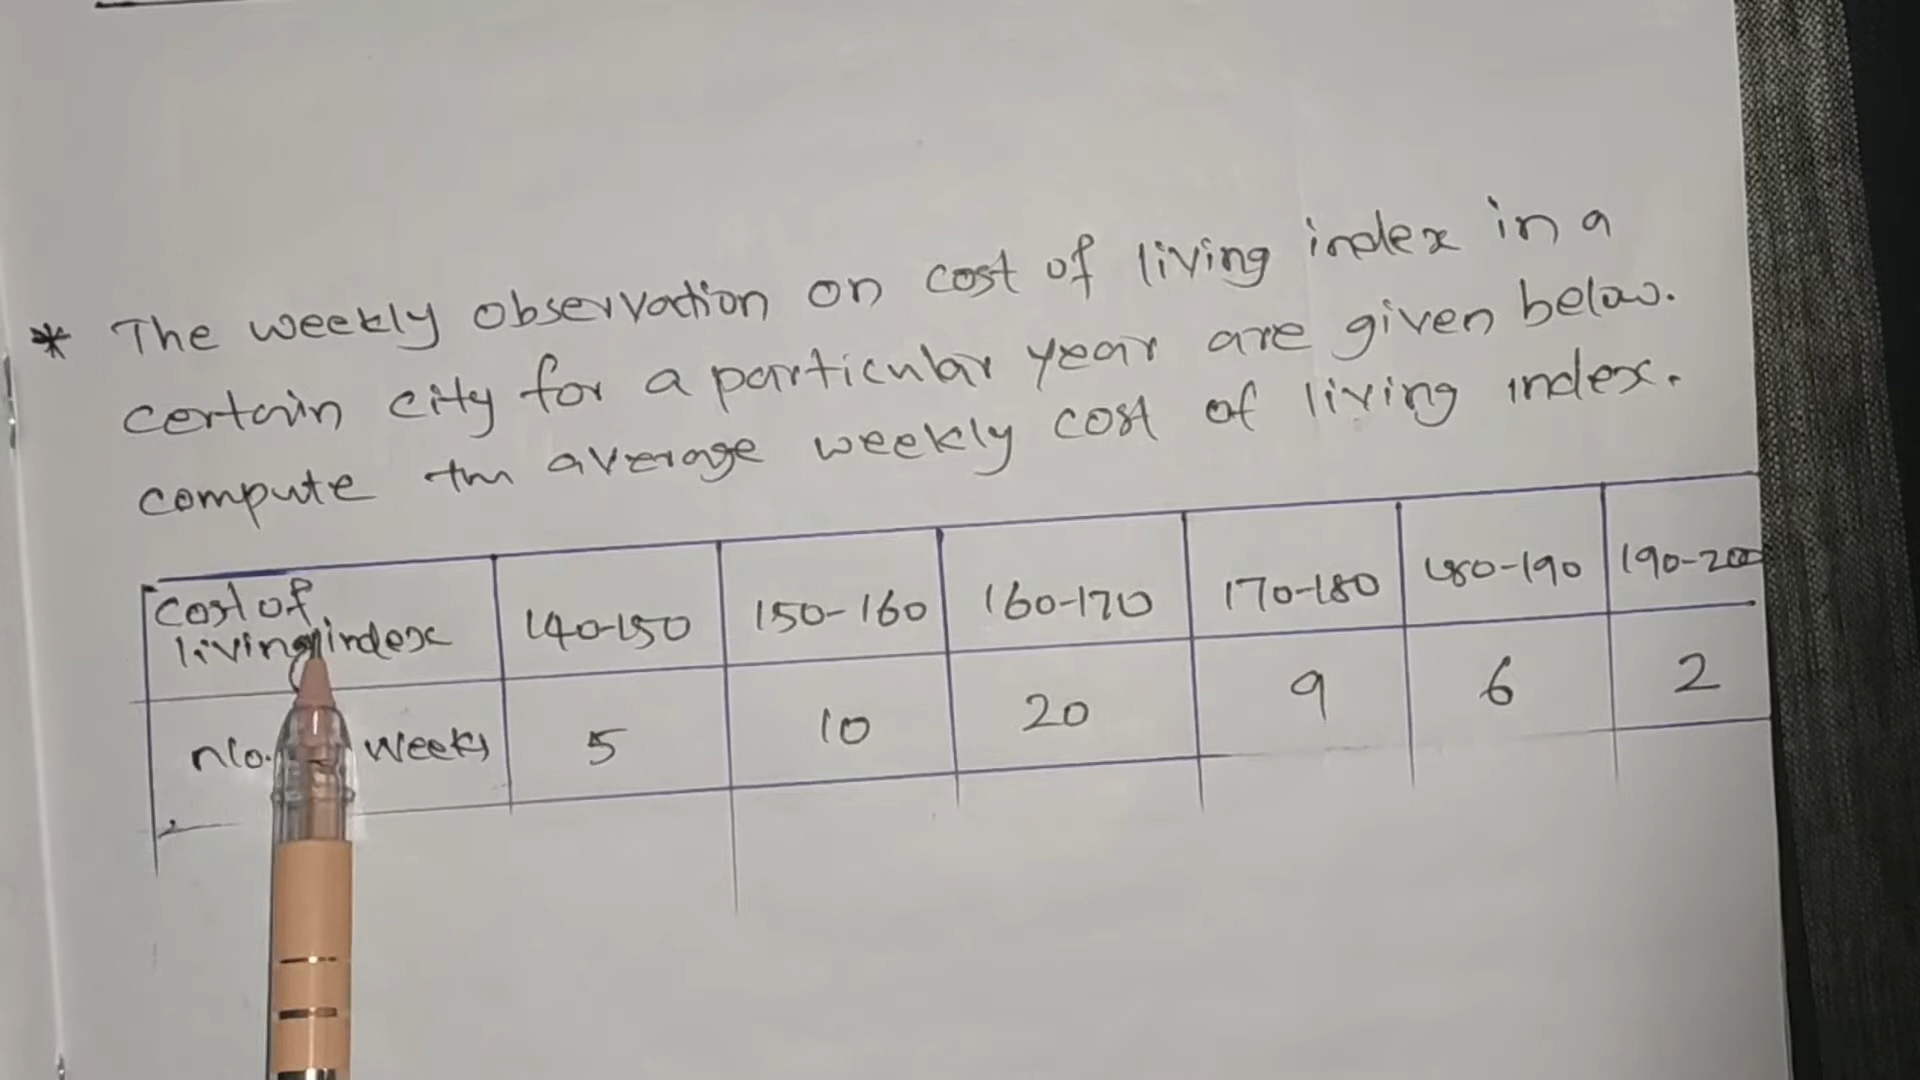 * The weekly observation on cost of living index in a
certain city for a particular year are given below.
compute the average weekly cost of living index.
cost of living index 140-150 150-160 160-170 170-180 180-190 190-200
n/o. weeks 5 10 20 9 6 2